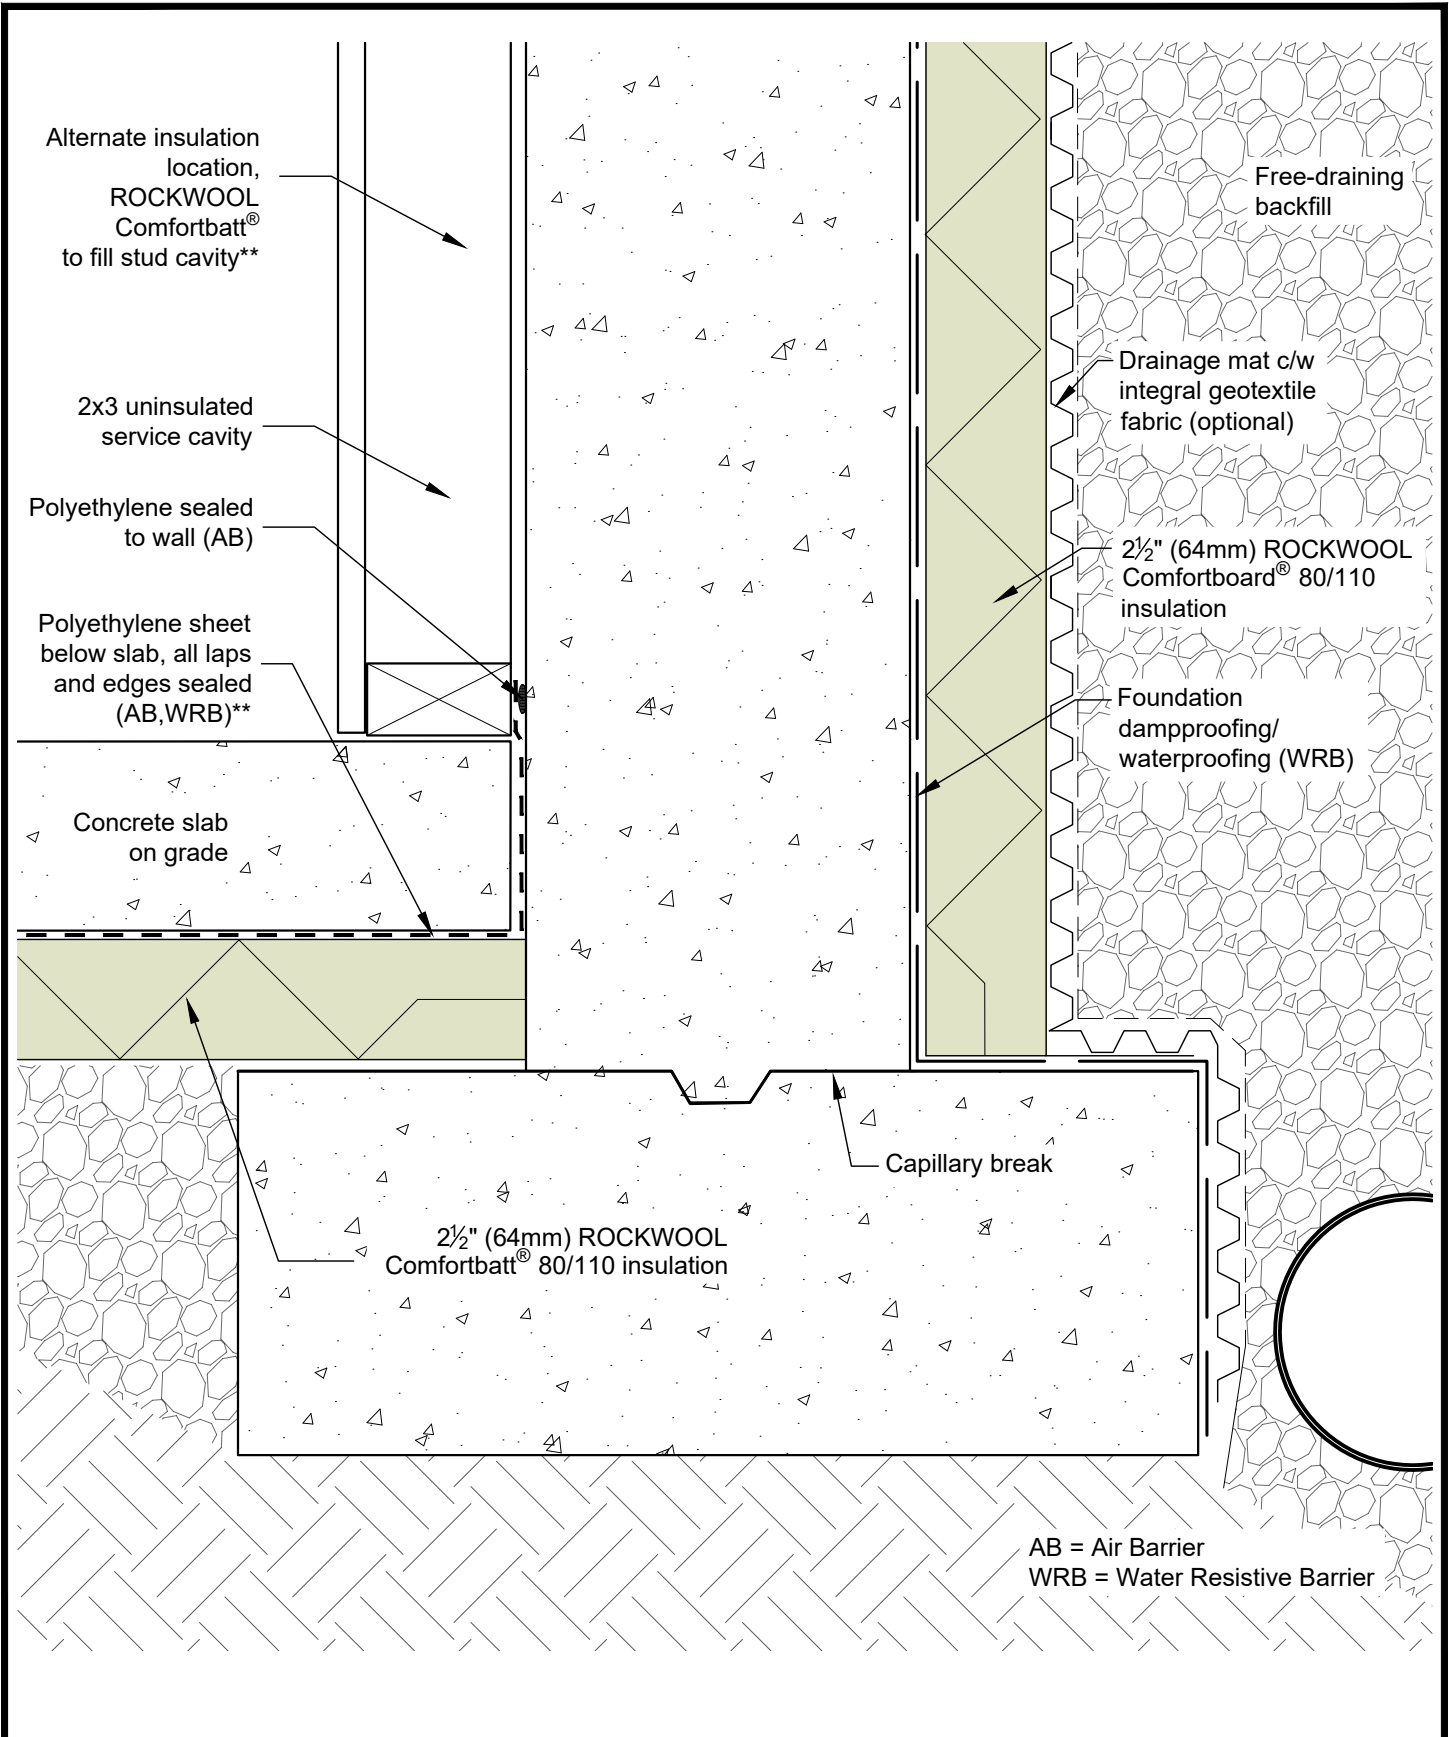 Alternate insulation
location,
ROCKWOOL
Comfortbatt®
to fill stud cavity**
2x3 uninsulated
service cavity
Polyethylene sealed
to wall (AB)
Polyethylene sheet
below slab, all laps
and edges sealed
(AB,WRB)**
Concrete slab
on grade
Free-draining
backfill
Drainage mat c/w
integral geotextile
fabric (optional)
2½" (64mm) ROCKWOOL
Comfortboard® 80/110
insulation
Foundation
dampproofing/
waterproofing (WRB)
Capillary break
2½" (64mm) ROCKWOOL
Comfortbatt® 80/110 insulation
AB = Air Barrier
WRB = Water Resistive Barrier